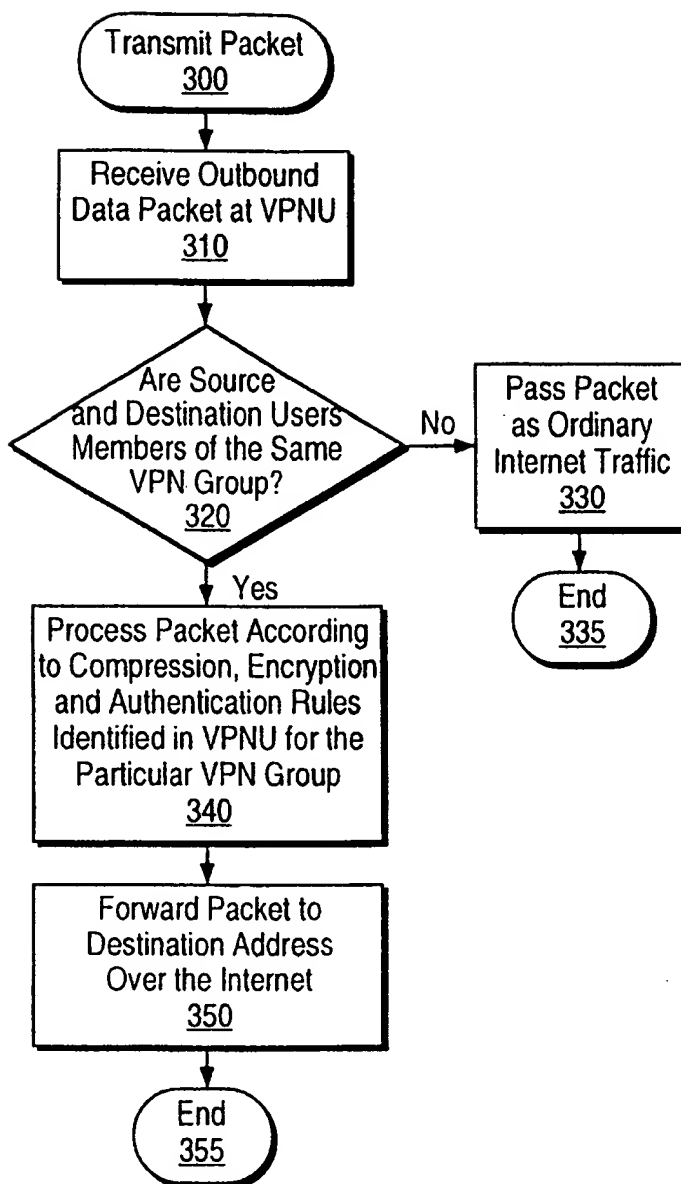 Transmit Packet
300
Receive Outbound
Data Packet at VPNU
310
Are Source
and Destination Users
Members of the Same
VPN Group?
320
No
Pass Packet
as Ordinary
Internet Traffic
330
End
335
Yes
Process Packet According
to Compression, Encryption
and Authentication Rules
Identified in VPNU for the
Particular VPN Group
340
Forward Packet to
Destination Address
Over the Internet
350
End
355